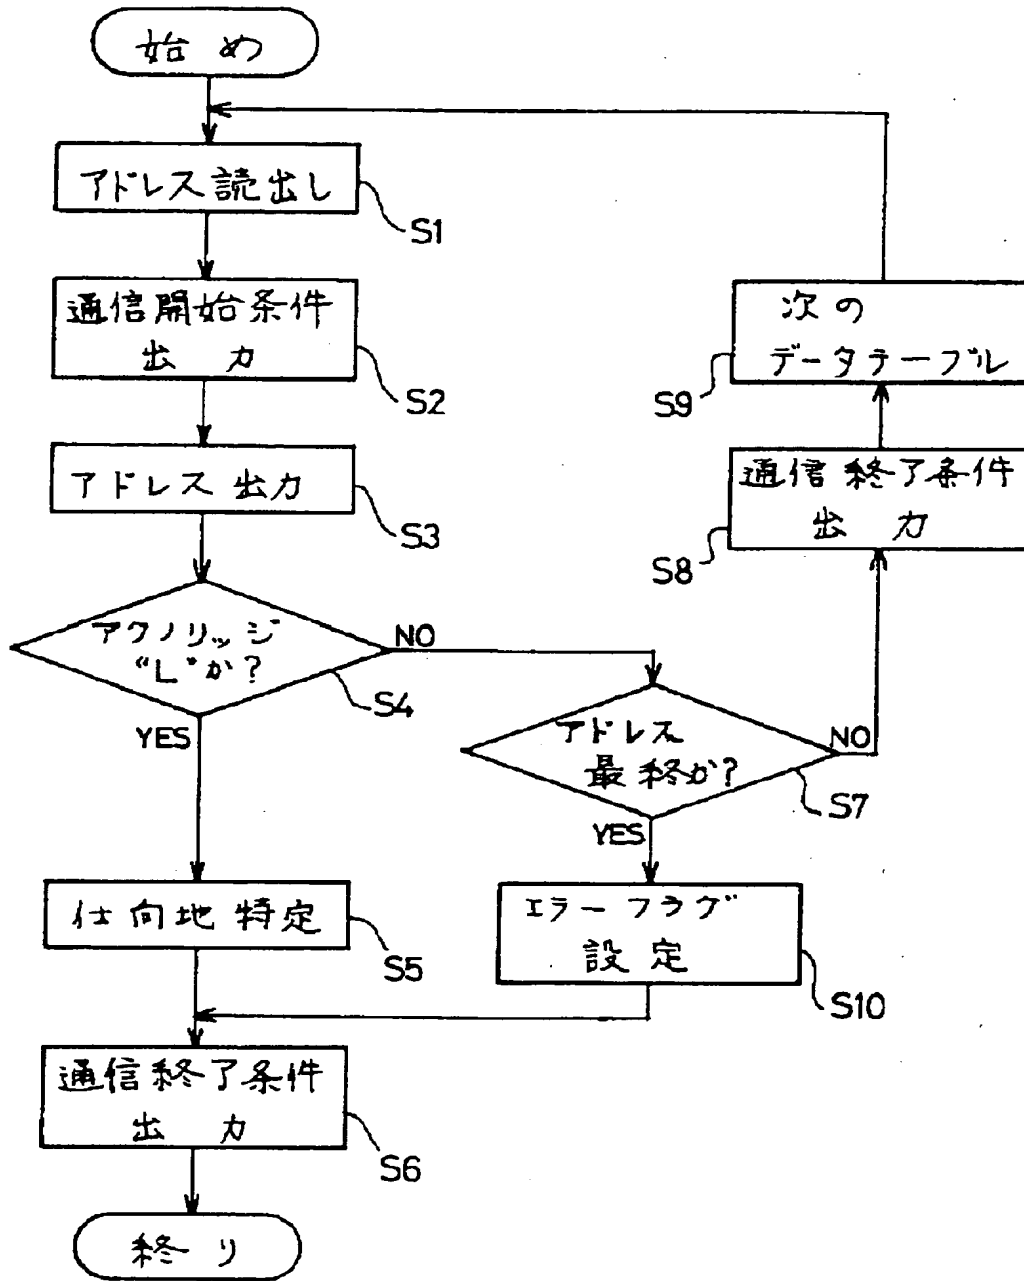 始め
アドレス読出し
S1
通信開始条件
出力
S2
アドレス出力
S3
アクノリッジ
“L”か?
S4
NO
YES
仕向地特定
S5
通信終了条件
出力
S6
終り
アドレス
最終か?
S7
NO
YES
エラーフラグ
設定
S10
通信終了条件
出力
S8
次の
データテーブル
S9